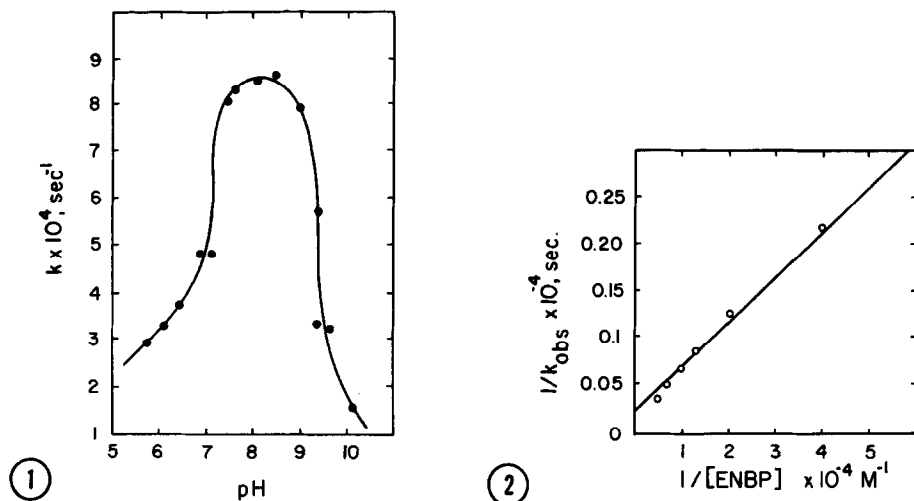 9
8
7
6
5
4
3
2
1
k x 10⁴, sec⁻¹
5 6 7 8 9 10
pH
①
0.25
0.20
0.15
0.10
0.05
0
1/k_obs x 10⁻⁴, sec.
1 2 3 4 5
1/[ENBP] x 10⁻⁴ M⁻¹
②